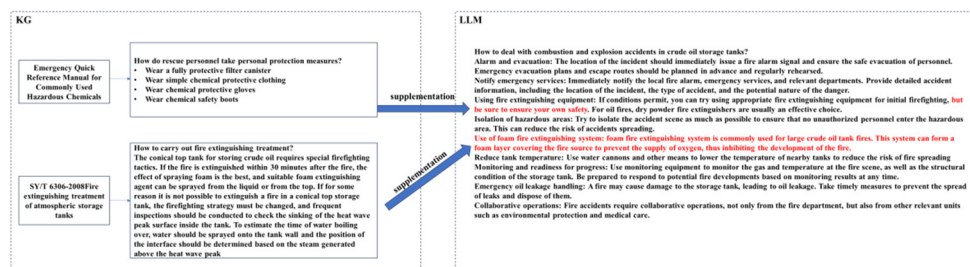 KG
Emergency Quick
Reference Manual for
Commonly Used
Hazardous Chemicals
How do rescue personnel take personal protection measures?
• Wear a fully protective filter canister
• Wear simple chemical protective clothing
• Wear chemical protective gloves
• Wear chemical safety boots
SY/T 6306-2008Fire
extinguishing treatment
of atmospheric storage
tanks
How to carry out fire extinguishing treatment?
The conical top tank for storing crude oil requires special firefighting
tactics. If the fire is extinguished within 30 minutes after the fire, the
effect of spraying foam is the best, and suitable foam extinguishing
agent can be sprayed from the liquid or from the top. If for some
reason it is not possible to extinguish a fire in a conical top storage
tank, the firefighting strategy must be changed, and frequent
inspections should be conducted to check the sinking of the heat wave
peak surface inside the tank. To estimate the time of water boiling
over, water should be sprayed onto the tank wall and the position of
the interface should be determined based on the steam generated
above the heat wave peak
supplementation
supplementation
LLM
How to deal with combustion and explosion accidents in crude oil storage tanks?
Alarm and evacuation: The location of the incident should immediately issue a fire alarm signal and ensure the safe evacuation of personnel.
Emergency evacuation plans and escape routes should be planned in advance and regularly rehearsed.
Notify emergency services: Immediately notify the local fire alarm, emergency services, and relevant departments. Provide detailed accident
information, including the location of the incident, the type of accident, and the potential nature of the danger.
Using fire extinguishing equipment: If conditions permit, you can try using appropriate fire extinguishing equipment for initial firefighting, but
be sure to ensure your own safety. For oil fires, dry powder fire extinguishers are usually an effective choice.
Isolation of hazardous areas: Try to isolate the accident scene as much as possible to ensure that no unauthorized personnel enter the hazardous
area. This can reduce the risk of accidents spreading.
Use of foam fire extinguishing system: foam fire extinguishing system is commonly used for large crude oil tank fires. This system can form a
foam layer covering the fire source to prevent the supply of oxygen, thus inhibiting the development of the fire.
Reduce tank temperature: Use water cannons and other means to lower the temperature of nearby tanks to reduce the risk of fire spreading
Monitoring and readiness for progress: Use monitoring equipment to monitor the gas and temperature at the fire scene, as well as the structural
condition of the storage tank. Be prepared to respond to potential fire developments based on monitoring results at any time.
Emergency oil leakage handling: A fire may cause damage to the storage tank, leading to oil leakage. Take timely measures to prevent the spread
of leaks and dispose of them.
Collaborative operations: Fire accidents require collaborative operations, not only from the fire department, but also from other relevant units
such as environmental protection and medical care.